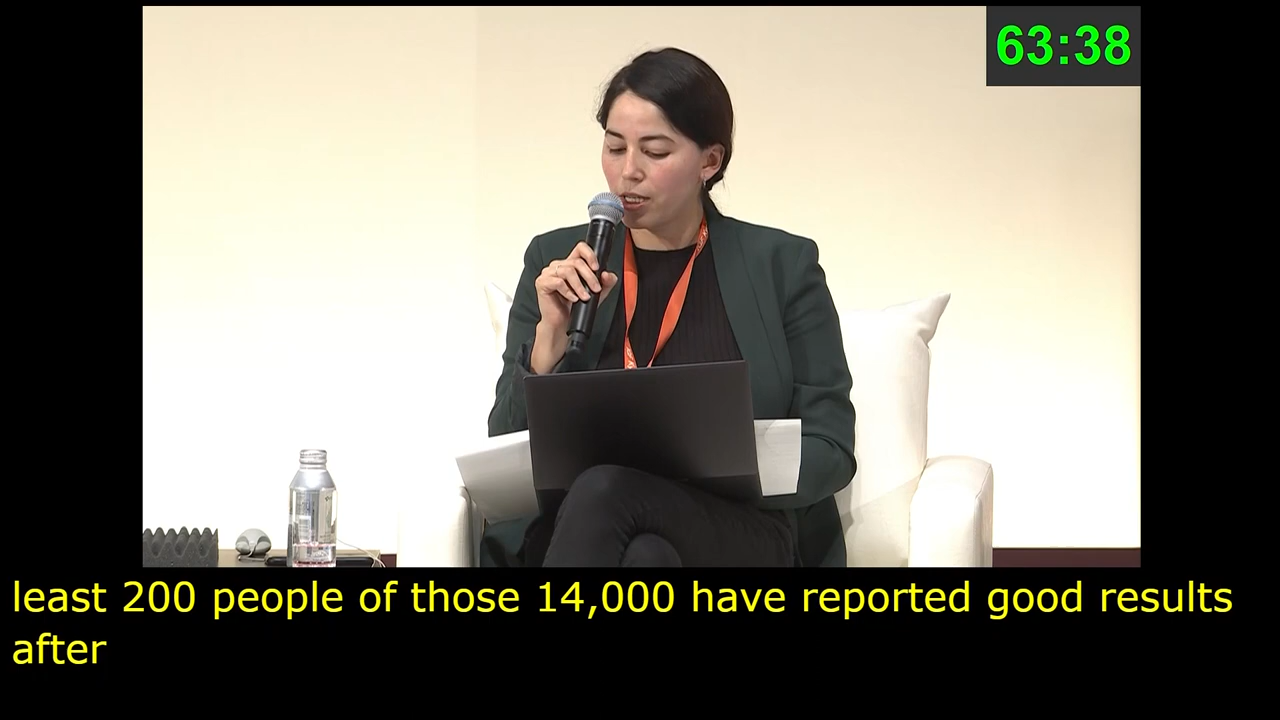 63:38
least 200 people of those 14,000 have reported good results
after